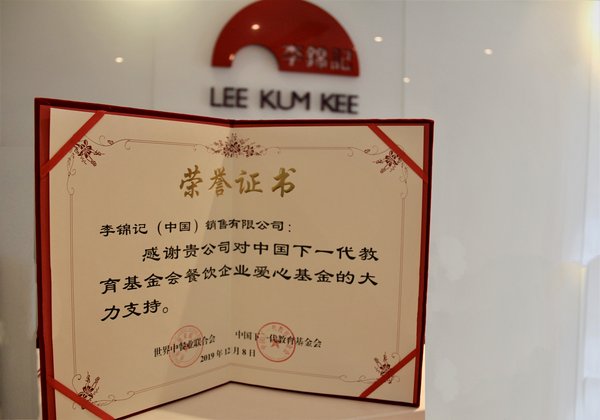 李錦記
LEE KUM KEE
荣誉证书
李锦记（中国）销售有限公司：
感谢贵公司对中国下一代教
育基金会餐饮企业爱心基金的大
力支持。
世界中餐业联合会 中国下一代教育基金会
2019年12月8日